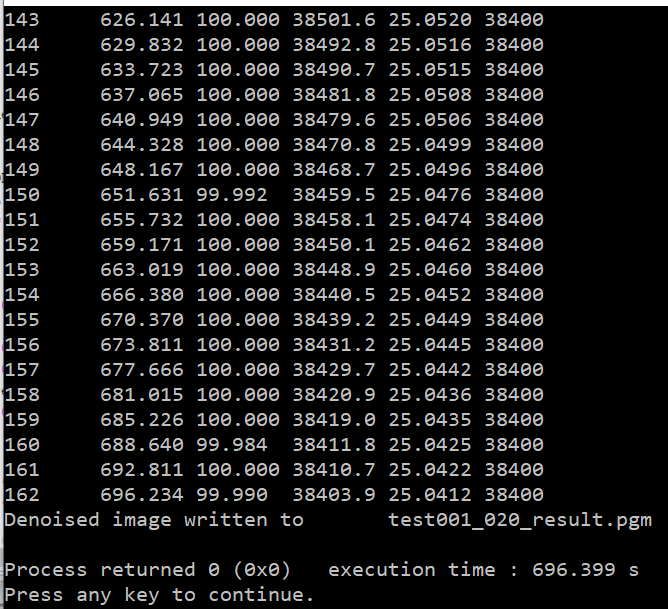 143 626.141 100.000 38501.6 25.0520 38400
144 629.832 100.000 38492.8 25.0516 38400
145 633.723 100.000 38490.7 25.0515 38400
146 637.065 100.000 38481.8 25.0508 38400
147 640.949 100.000 38479.6 25.0506 38400
148 644.328 100.000 38470.8 25.0499 38400
149 648.167 100.000 38468.7 25.0496 38400
150 651.631 99.992 38459.5 25.0476 38400
151 655.732 100.000 38458.1 25.0474 38400
152 659.171 100.000 38450.1 25.0462 38400
153 663.019 100.000 38448.9 25.0460 38400
154 666.380 100.000 38440.5 25.0452 38400
155 670.370 100.000 38439.2 25.0449 38400
156 673.811 100.000 38431.2 25.0445 38400
157 677.666 100.000 38429.7 25.0442 38400
158 681.015 100.000 38420.9 25.0436 38400
159 685.226 100.000 38419.0 25.0435 38400
160 688.640 99.984 38411.8 25.0425 38400
161 692.811 100.000 38410.7 25.0422 38400
162 696.234 99.990 38403.9 25.0412 38400
Denoised image written to test001_020_result.pgm
Process returned 0 (0x0) execution time : 696.399 s
Press any key to continue.